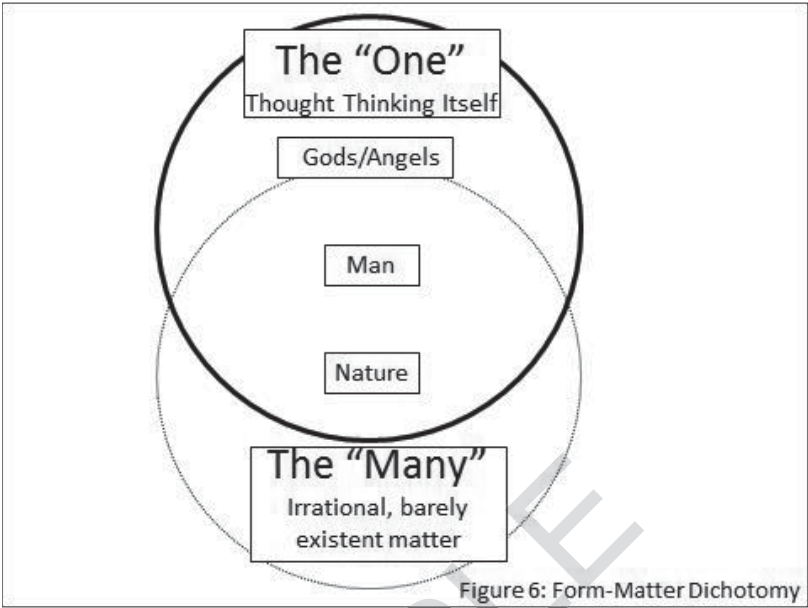 The “One”
Thought Thinking Itself
Gods/Angels
Man
Nature
The “Many”
Irrational, barely
existent matter
Figure 6: Form-Matter Dichotomy